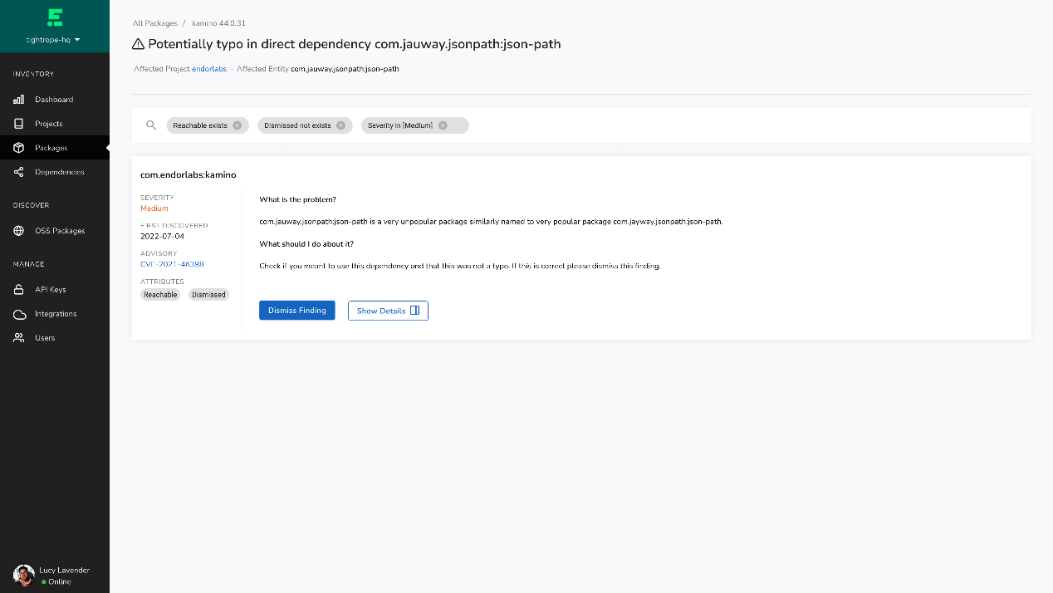 tightrope-hq
INVENTORY
Dashboard
Projects
Packages
Dependencies
DISCOVER
OSS Packages
MANAGE
API Keys
Integrations
Users
Lucy Lavender
Online
All Packages / kamino 44.0.31
Potentially typo in direct dependency com.jauway.jsonpath:json-path
Affected Project endorlabs - Affected Entity com.jauway.jsonpath:json-path
Reachable exists
Dismissed not exists
Severity in [Medium]
com.endorlabs:kamino
SEVERITY
Medium
FIRST DISCOVERED
2022-07-04
ADVISORY
CVE-2021-46398
ATTRIBUTES
Reachable Dismissed
What is the problem?
com.jauway.jsonpath:json-path is a very unpopular package similarly named to very popular package com.jayway.jsonpath:json-path.
What should I do about it?
Check if you meant to use this dependency and that this was not a typo. If this is correct please dismiss this finding.
Dismiss Finding
Show Details